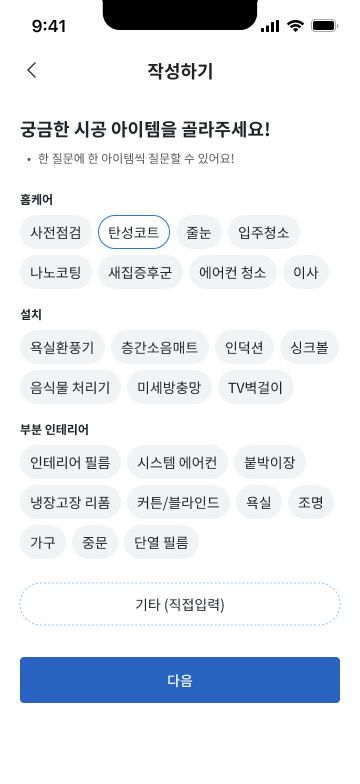 9:41
작성하기
궁금한 시공 아이템을 골라주세요!
• 한 질문에 한 아이템씩 질문할 수 있어요!
홈케어
사전점검 탄성코트 줄눈 입주청소
나노코팅 새집증후군 에어컨 청소 이사
설치
욕실환풍기 층간소음매트 인덕션 싱크볼
음식물 처리기 미세방충망 TV벽걸이
부분 인테리어
인테리어 필름 시스템 에어컨 붙박이장
냉장고장 리폼 커튼/블라인드 욕실 조명
가구 중문 단열 필름
기타 (직접입력)
다음